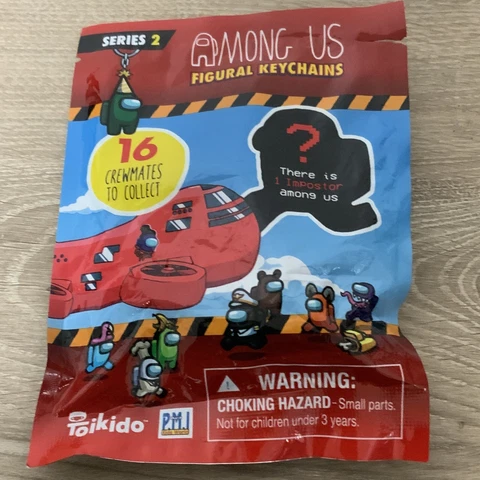 SERIES 2
AMONG US
FIGURAL KEYCHAINS
16
CREWMATES
TO COLLECT
?
There is
1 Impostor
among us
WARNING:
CHOKING HAZARD - Small parts.
Not for children under 3 years.
Toikido™
P.M.I